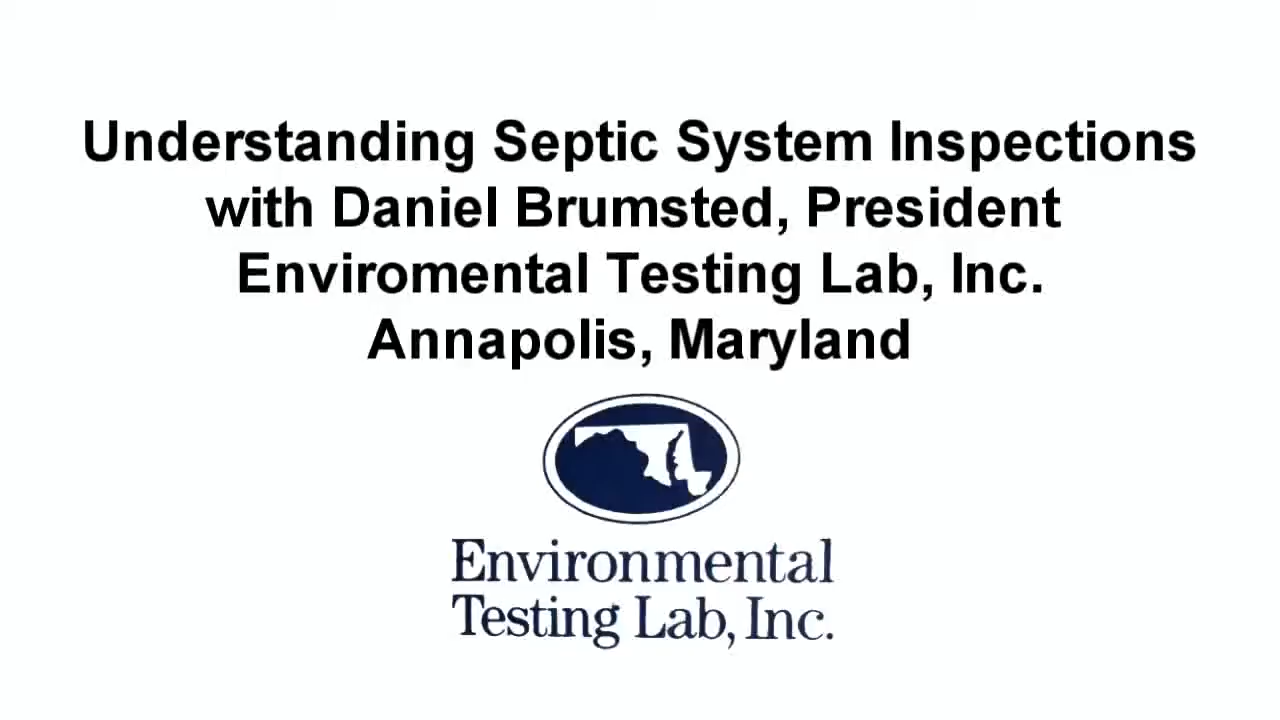 Understanding Septic System Inspections
with Daniel Brumsted, President
Enviromental Testing Lab, Inc.
Annapolis, Maryland
Environmental
Testing Lab, Inc.